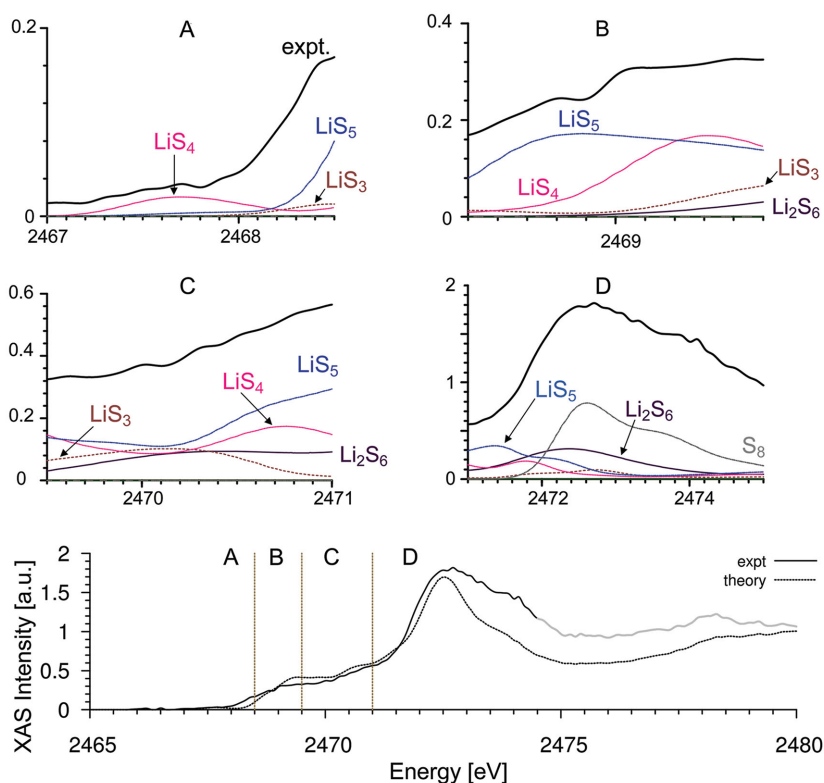 A
0.2
expt.
LiS4
LiS5
LiS3
0
2467
2468
B
0.4
LiS5
0.2
LiS4
LiS3
Li2S6
0
2469
C
0.6
0.4
LiS5
LiS4
LiS3
0.2
Li2S6
0
2470
2471
D
2
LiS5
Li2S6
1
S8
0
2472
2474
2
A B C D
expt
theory
1.5
1
0.5
0
XAS Intensity [a.u.]
2465 2470 2475 2480
Energy [eV]